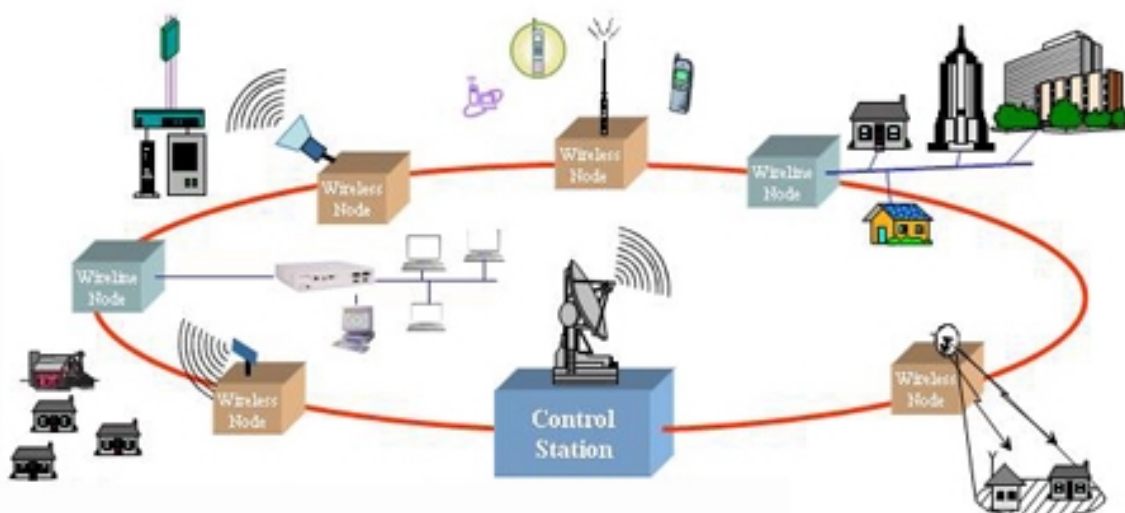 Wireless
Node
Wireless
Node
Wireline
Node
Wireline
Node
Wireless
Node
Control
Station
Wireless
Node